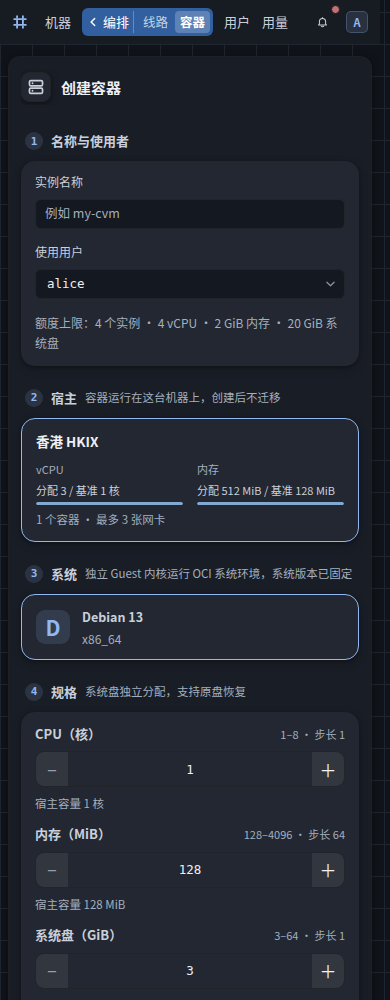 机器 编排 线路 容器 用户 用量 A
创建容器
1 名称与使用者
实例名称
例如 my-cvm
使用用户
alice
额度上限：4 个实例 · 4 vCPU · 2 GiB 内存 · 20 GiB 系
统盘
2 宿主 容器运行在这台机器上，创建后不迁移
香港 HKIX
vCPU 内存
分配 3 / 基准 1 核 分配 512 MiB / 基准 128 MiB
1 个容器 · 最多 3 张网卡
3 系统 独立 Guest 内核运行 OCI 系统环境，系统版本已固定
D Debian 13
x86_64
4 规格 系统盘独立分配，支持原盘恢复
CPU（核） 1–8 · 步长 1
− 1 +
宿主容量 1 核
内存（MiB） 128–4096 · 步长 64
− 128 +
宿主容量 128 MiB
系统盘（GiB） 3–64 · 步长 1
− 3 +